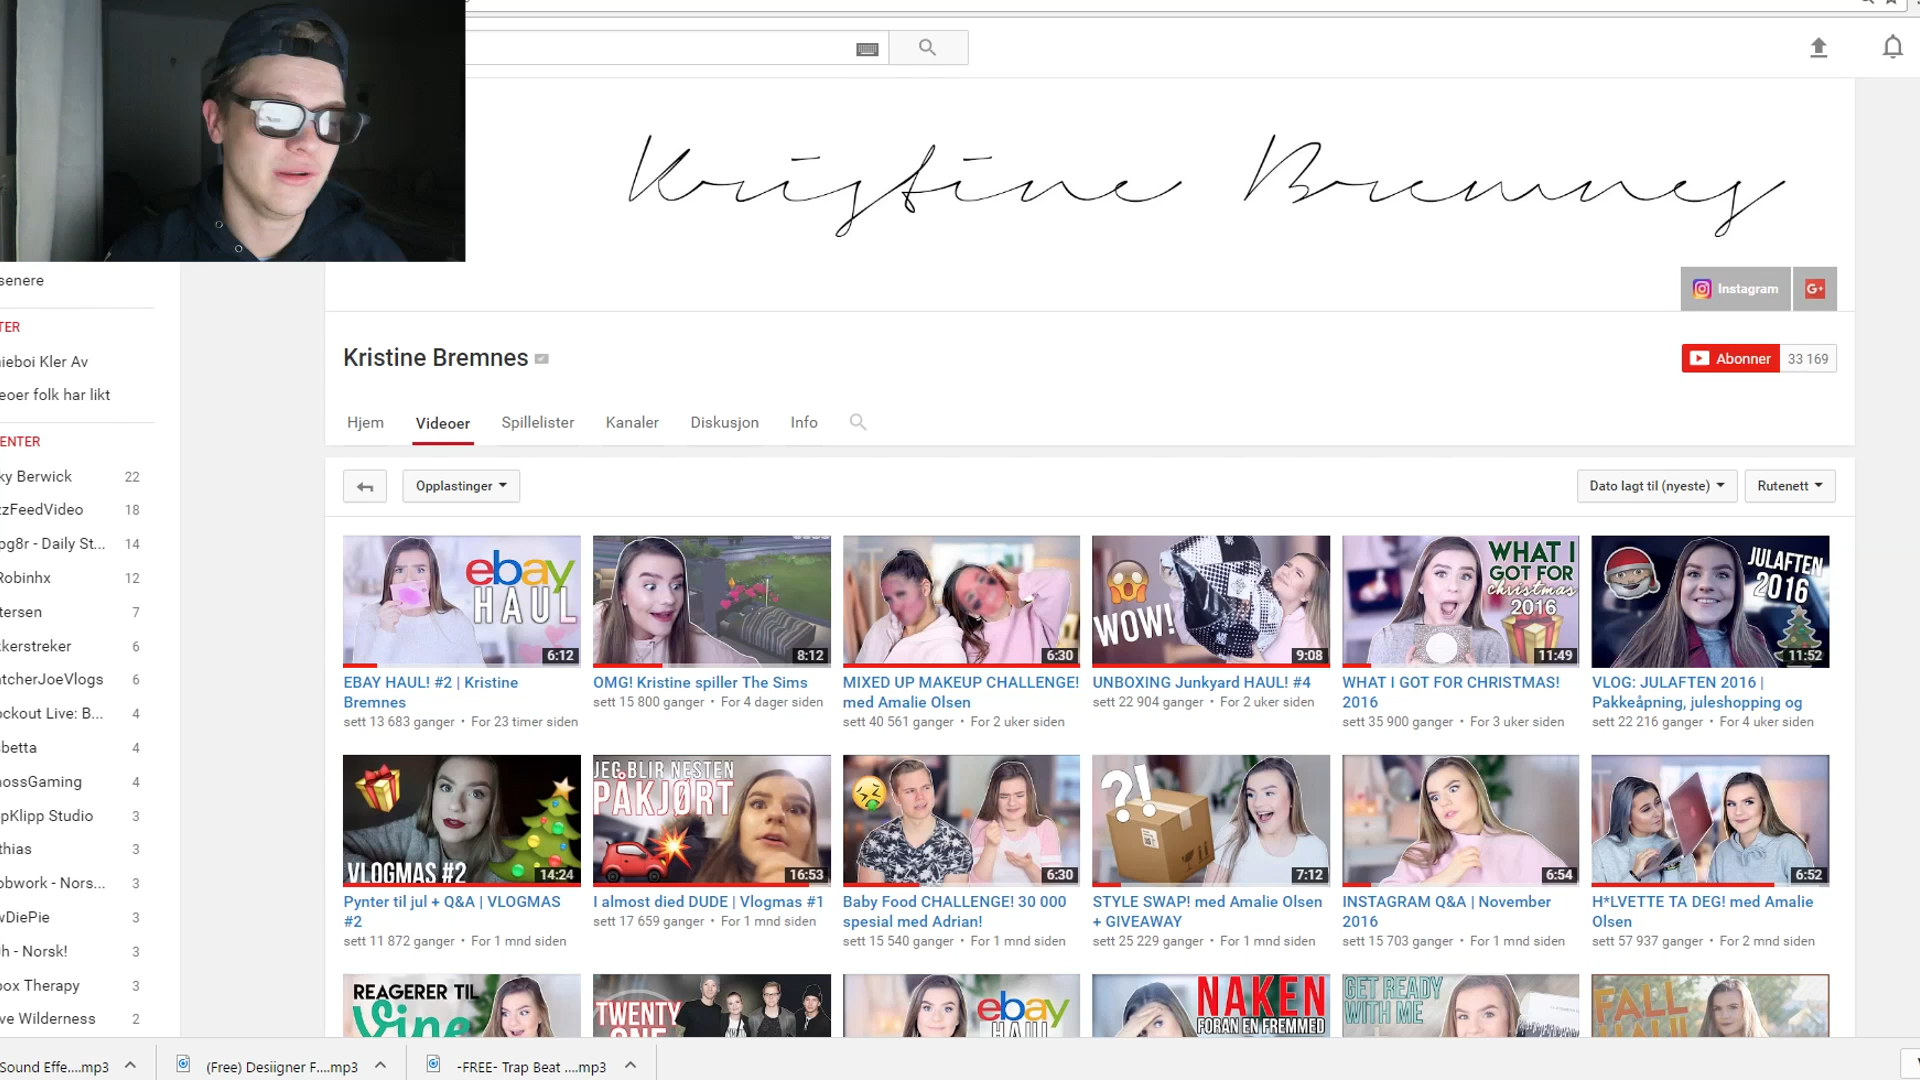 Kristine Bremnes
senere
Instagram
G+
TER
Kristine Bremnes
Abonner
33 169
ieboi Kler Av
eoer folk har likt
Hjem
Videoer
Spillelister
Kanaler
Diskusjon
Info
ENTER
ky Berwick 22
Opplastinger
Dato lagt til (nyeste)
Rutenett
zFeedVideo 18
pg8r - Daily St... 14
Robinhx 12
tersen 7
kerstreker 6
atcherJoeVlogs 6
ockout Live: B... 4
betta 4
nossGaming 4
pKlipp Studio 3
thias 3
obwork - Nors... 3
wDiePie 3
h - Norsk! 3
box Therapy 3
ve Wilderness 2
ebay
HAUL
6:12
8:12
6:30
WOW!
9:08
WHAT I
GOT FOR
christmas
2016
11:49
JULAFTEN
2016
11:52
EBAY HAUL! #2 | Kristine
Bremnes
sett 13 683 ganger • For 23 timer siden
OMG! Kristine spiller The Sims
sett 15 800 ganger • For 4 dager siden
MIXED UP MAKEUP CHALLENGE!
med Amalie Olsen
sett 40 561 ganger • For 2 uker siden
UNBOXING Junkyard HAUL! #4
sett 22 904 ganger • For 2 uker siden
WHAT I GOT FOR CHRISTMAS!
2016
sett 35 900 ganger • For 3 uker siden
VLOG: JULAFTEN 2016 |
Pakkeåpning, juleshopping og
sett 22 216 ganger • For 4 uker siden
VLOGMAS #2
14:24
JEG BLIR NESTEN
PÅKJØRT
16:53
6:30
?!
7:12
6:54
6:52
Pynter til jul + Q&A | VLOGMAS
#2
sett 11 872 ganger • For 1 mnd siden
I almost died DUDE | Vlogmas #1
sett 17 659 ganger • For 1 mnd siden
Baby Food CHALLENGE! 30 000
spesial med Adrian!
sett 15 540 ganger • For 1 mnd siden
STYLE SWAP! med Amalie Olsen
+ GIVEAWAY
sett 25 229 ganger • For 1 mnd siden
INSTAGRAM Q&A | November
2016
sett 15 703 ganger • For 1 mnd siden
H*LVETTE TA DEG! med Amalie
Olsen
sett 57 937 ganger • For 2 mnd siden
REAGERER TIL
Vine
TWENTY
ONE
ebay
HAUL
NAKEN
FORAN EN FREMMED
GET READY
WITH ME
FALL
HAUL
Sound Effe....mp3
(Free) Desiigner F....mp3
-FREE- Trap Beat ....mp3